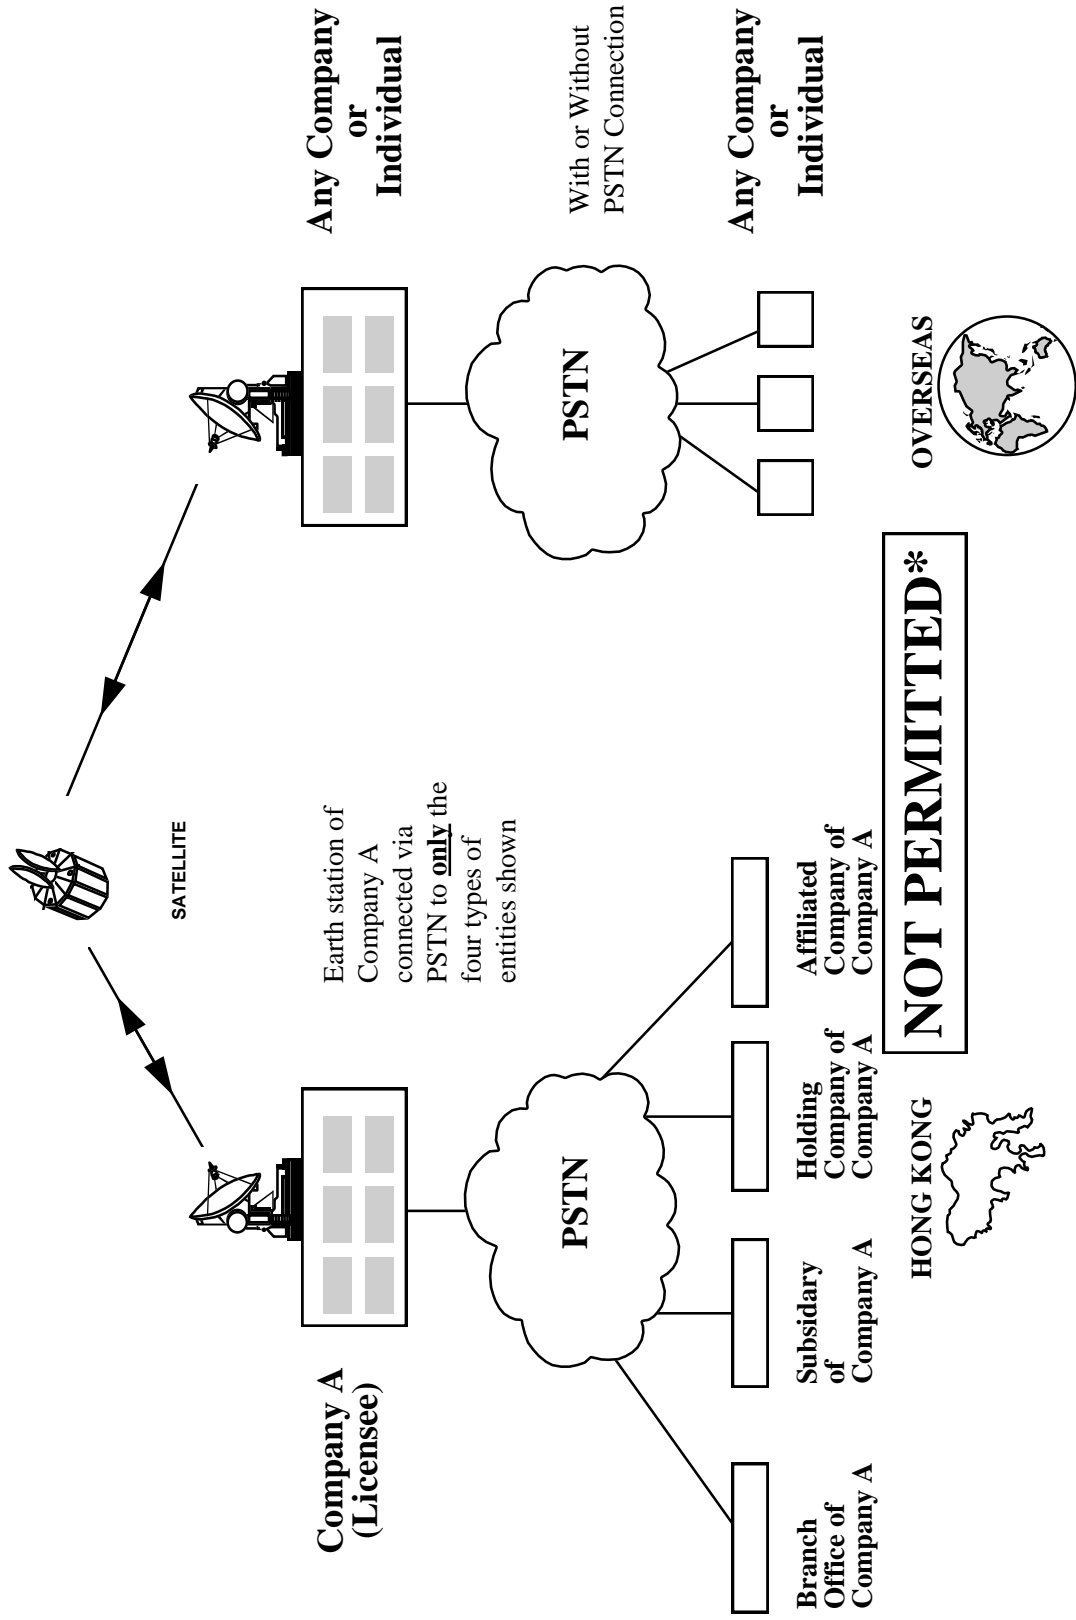 SATELLITE
Company A
(Licensee)
Earth station of
Company A
connected via
PSTN to only the
four types of
entities shown
Any Company
or
Individual
PSTN
PSTN
With or Without
PSTN Connection
Branch
Office of
Company A
Subsidary
of
Company A
Holding
Company of
Company A
Affiliated
Company of
Company A
Any Company
or
Individual
HONG KONG
NOT PERMITTED*
OVERSEAS